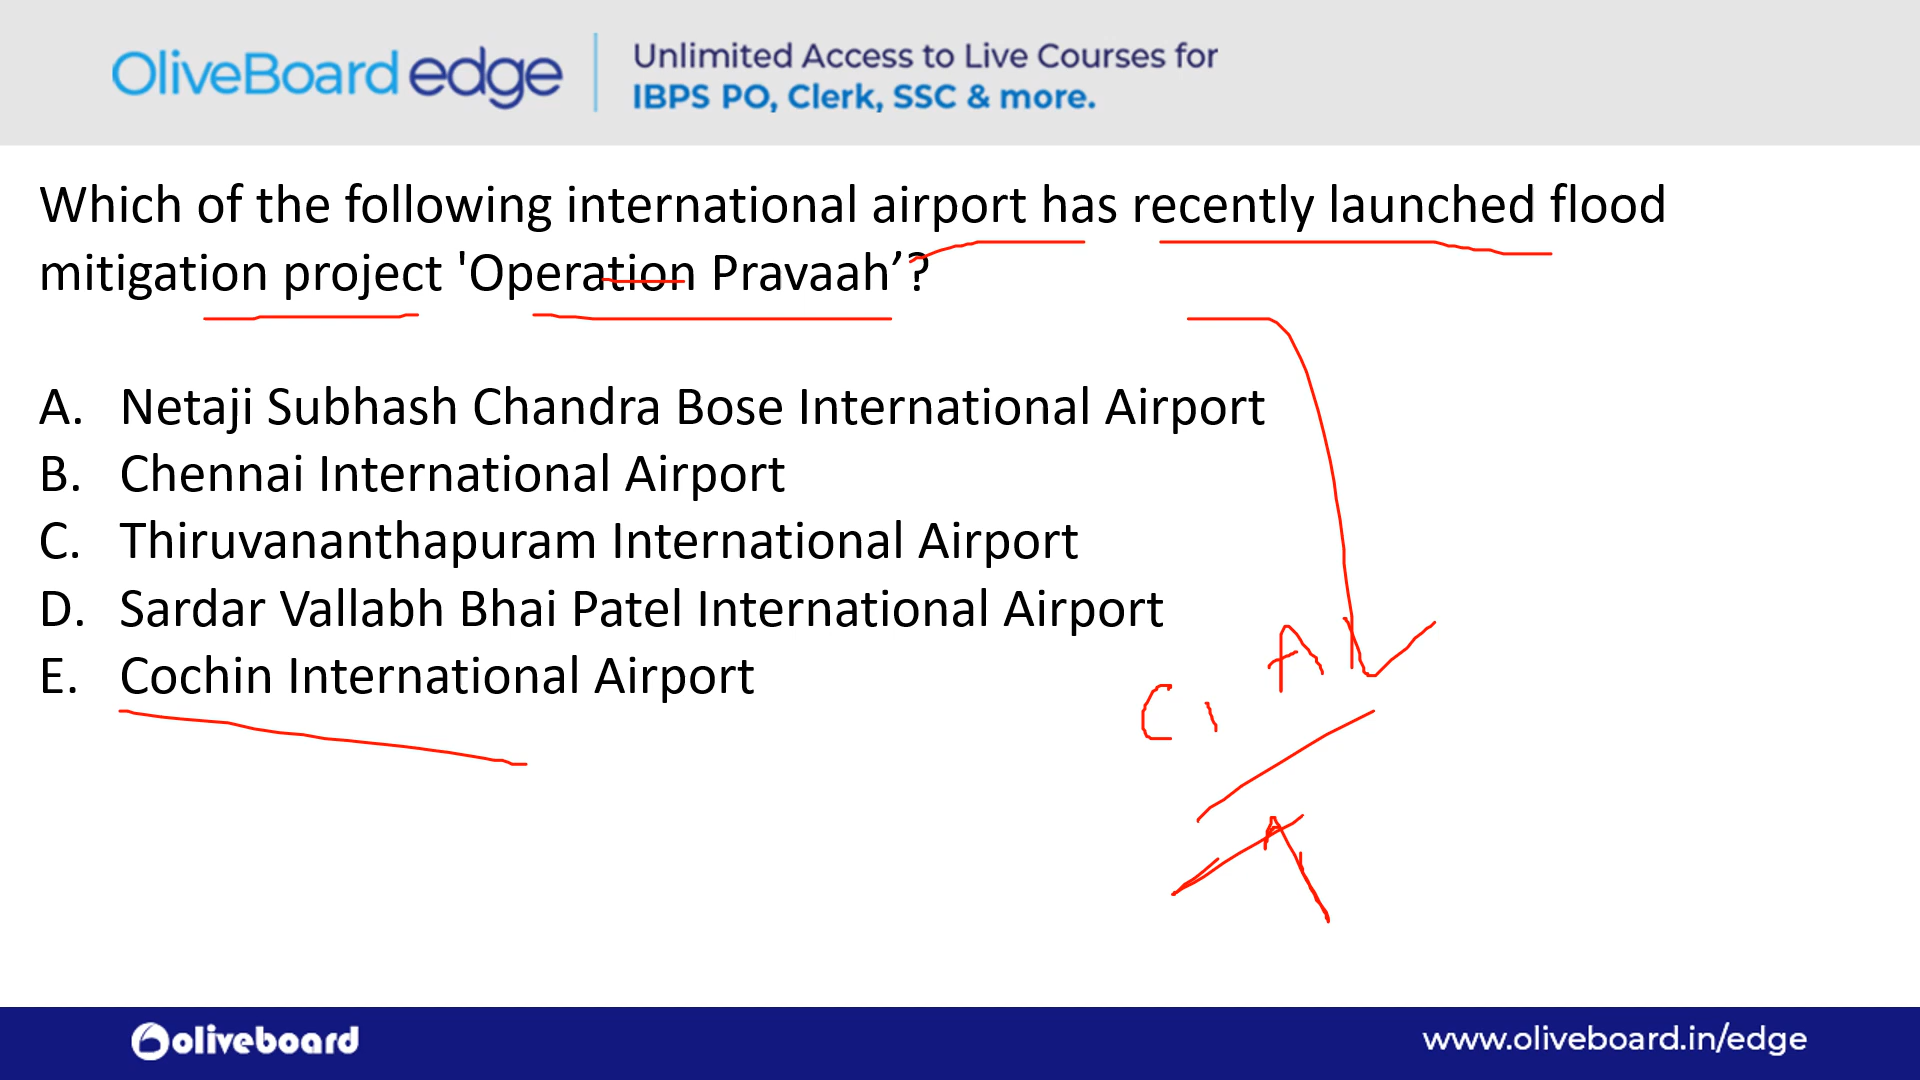 OliveBoard edge
Unlimited Access to Live Courses for
IBPS PO, Clerk, SSC & more.
Which of the following international airport has recently launched flood
mitigation project 'Operation Pravaah’?
A. Netaji Subhash Chandra Bose International Airport
B. Chennai International Airport
C. Thiruvananthapuram International Airport
D. Sardar Vallabh Bhai Patel International Airport
E. Cochin International Airport
oliveboard
www.oliveboard.in/edge